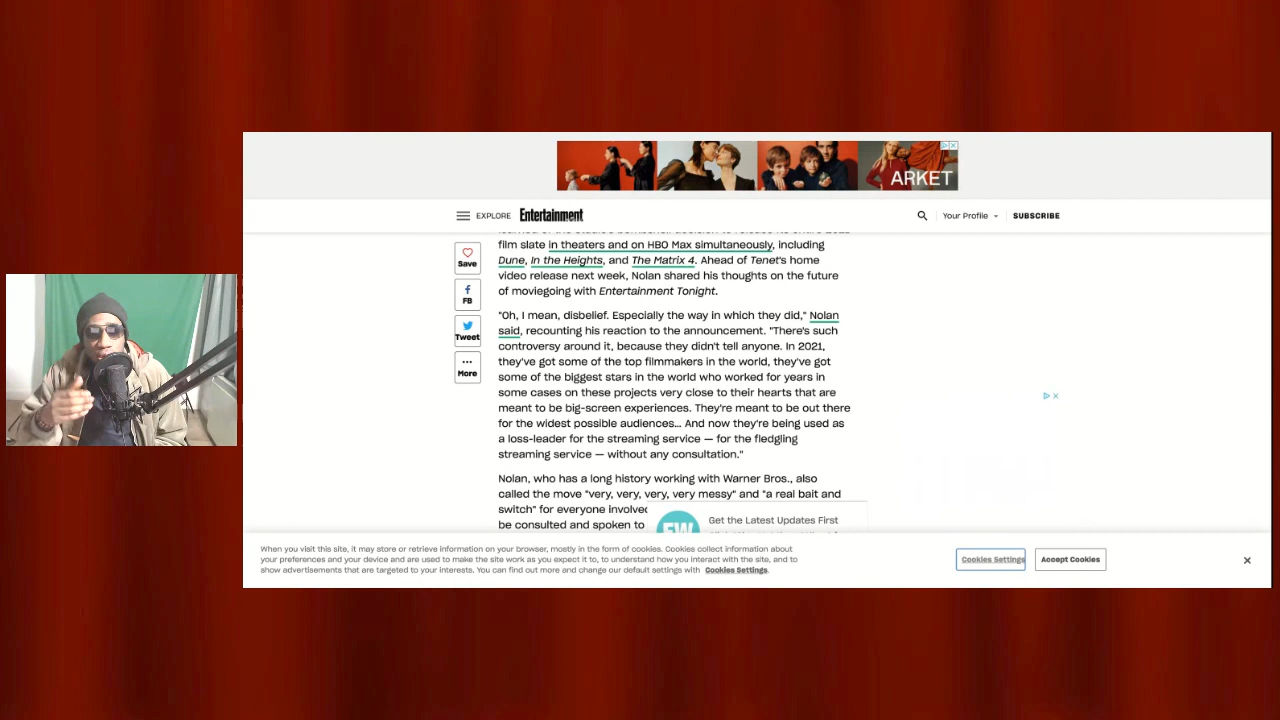 ARKET
EXPLORE
Entertainment
Your Profile
SUBSCRIBE
film slate in theaters and on HBO Max simultaneously, including
Dune, In the Heights, and The Matrix 4. Ahead of Tenet's home
video release next week, Nolan shared his thoughts on the future
of moviegoing with Entertainment Tonight.
"Oh, I mean, disbelief. Especially the way in which they did," Nolan
said, recounting his reaction to the announcement. "There's such
controversy around it, because they didn't tell anyone. In 2021,
they've got some of the top filmmakers in the world, they've got
some of the biggest stars in the world who worked for years in
some cases on these projects very close to their hearts that are
meant to be big-screen experiences. They're meant to be out there
for the widest possible audiences... And now they're being used as
a loss-leader for the streaming service — for the fledgling
streaming service — without any consultation."
Nolan, who has a long history working with Warner Bros., also
called the move "very, very, very, very messy" and "a real bait and
switch" for everyone involved
be consulted and spoken to
Save
FB
Tweet
More
EW
Get the Latest Updates First
When you visit this site, it may store or retrieve information on your browser, mostly in the form of cookies. Cookies collect information about
your preferences and your device and are used to make the site work as you expect it to, to understand how you interact with the site, and to
show advertisements that are targeted to your interests. You can find out more and change our default settings with Cookies Settings.
Cookies Settings
Accept Cookies